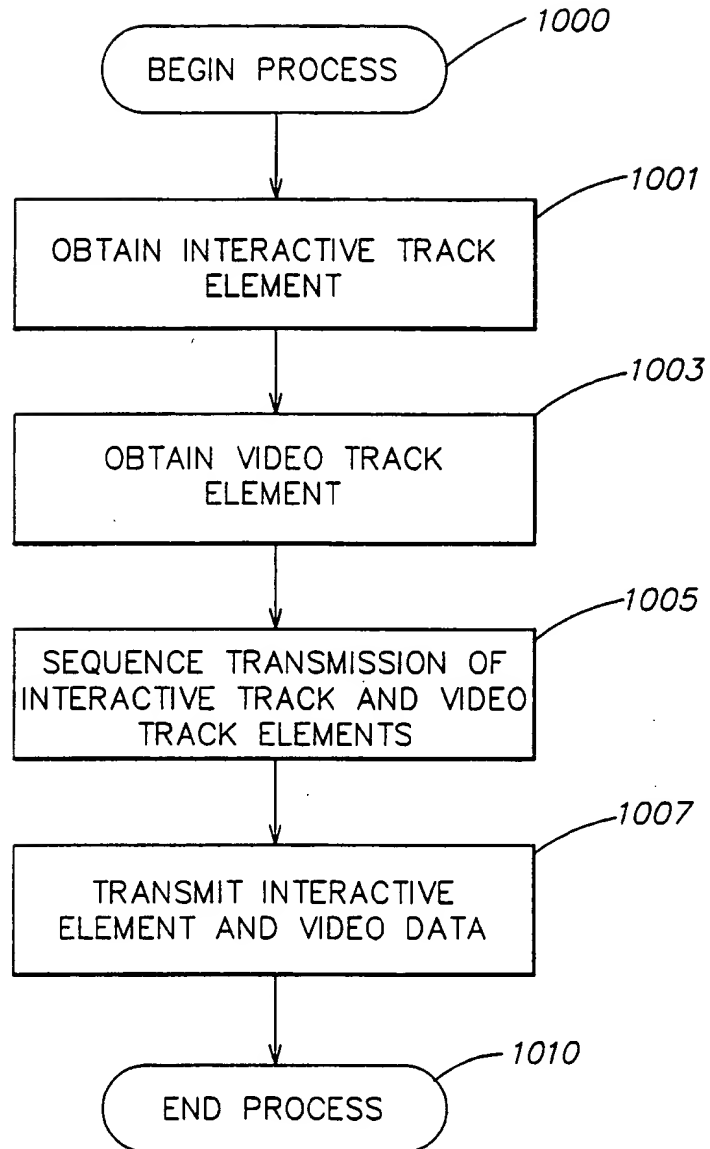 1000
BEGIN PROCESS
1001
OBTAIN INTERACTIVE TRACK
ELEMENT
1003
OBTAIN VIDEO TRACK
ELEMENT
1005
SEQUENCE TRANSMISSION OF
INTERACTIVE TRACK AND VIDEO
TRACK ELEMENTS
1007
TRANSMIT INTERACTIVE
ELEMENT AND VIDEO DATA
1010
END PROCESS